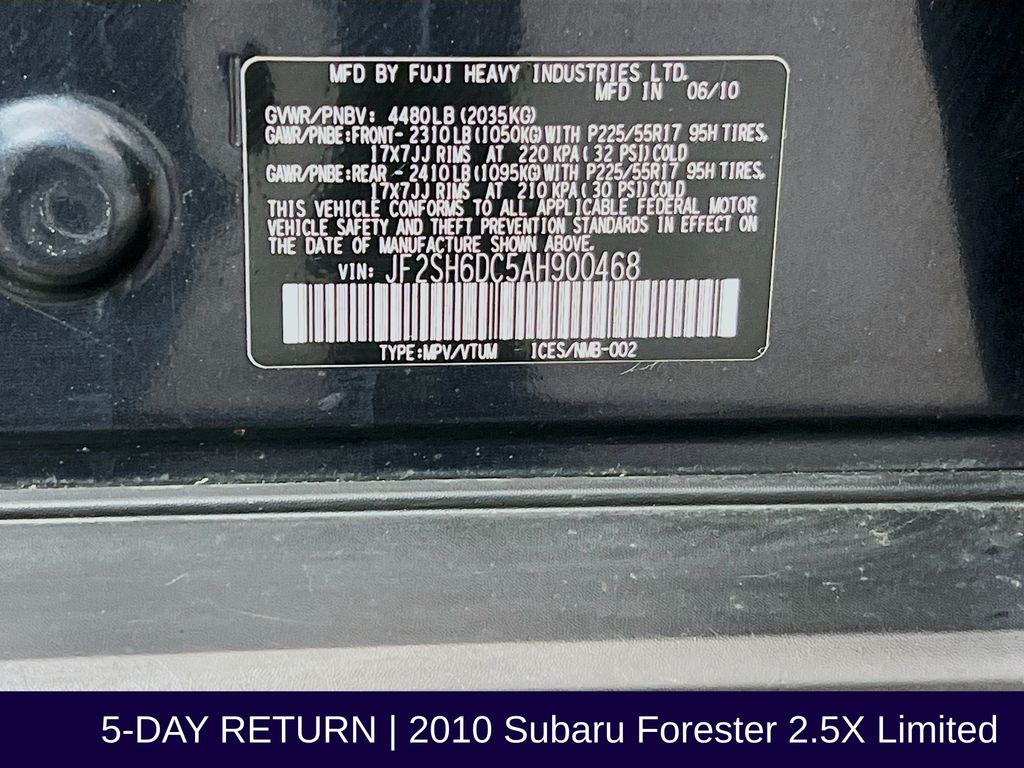 MFD BY FUJI HEAVY INDUSTRIES LTD.
MFD IN 06/10
GVWR/PNBV: 4480LB(2035KG)
GAWR/PNBE:FRONT- 2310LB(1050KG)WITH P225/55R17 95H TIRES,
17X7JJ RIMS AT 220 KPA(32 PSI)COLD
GAWR/PNBE:REAR - 2410LB(1095KG)WITH P225/55R17 95H TIRES,
17X7JJ RIMS AT 210 KPA(30 PSI)COLD
THIS VEHICLE CONFORMS TO ALL APPLICABLE FEDERAL MOTOR
VEHICLE SAFETY AND THEFT PREVENTION STANDARDS IN EFFECT ON
THE DATE OF MANUFACTURE SHOWN ABOVE.
VIN: JF2SH6DC5AH900468
TYPE:MPV/VTUM ICES/NMB-002
5-DAY RETURN | 2010 Subaru Forester 2.5X Limited